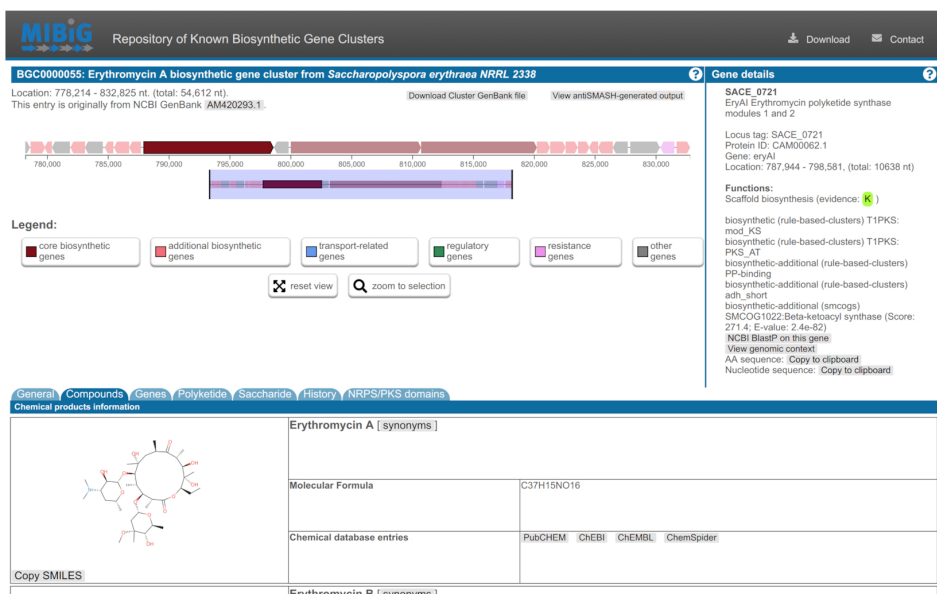 MIBiG
Repository of Known Biosynthetic Gene Clusters
Download
Contact
BGC0000055: Erythromycin A biosynthetic gene cluster from Saccharopolyspora erythraea NRRL 2338
?
Location: 778,214 - 832,825 nt. (total: 54,612 nt).
This entry is originally from NCBI GenBank AM420293.1.
Download Cluster GenBank file
View antiSMASH-generated output
780,000 785,000 790,000 795,000 800,000 805,000 810,000 815,000 820,000 825,000 830,000
Legend:
core biosynthetic
genes
additional biosynthetic
genes
transport-related
genes
regulatory
genes
resistance
genes
other
genes
reset view
zoom to selection
Gene details
?
SACE_0721
EryAI Erythromycin polyketide synthase
modules 1 and 2
Locus tag: SACE_0721
Protein ID: CAM00062.1
Gene: eryAI
Location: 787,944 - 798,581, (total: 10638 nt)
Functions:
Scaffold biosynthesis (evidence: K )
biosynthetic (rule-based-clusters) T1PKS:
mod_KS
biosynthetic (rule-based-clusters) T1PKS:
PKS_AT
biosynthetic-additional (rule-based-clusters)
PP-binding
biosynthetic-additional (rule-based-clusters)
adh_short
biosynthetic-additional (smcogs)
SMCOG1022:Beta-ketoacyl synthase (Score:
271.4; E-value: 2.4e-82)
NCBI BlastP on this gene
View genomic context
AA sequence: Copy to clipboard
Nucleotide sequence: Copy to clipboard
General Compounds Genes Polyketide Saccharide History NRPS/PKS domains
Chemical products information
Erythromycin A [ synonyms ]
Molecular Formula
C37H15NO16
Chemical database entries
PubCHEM ChEBI ChEMBL ChemSpider
Copy SMILES
Erythromycin B [ synonyms ]